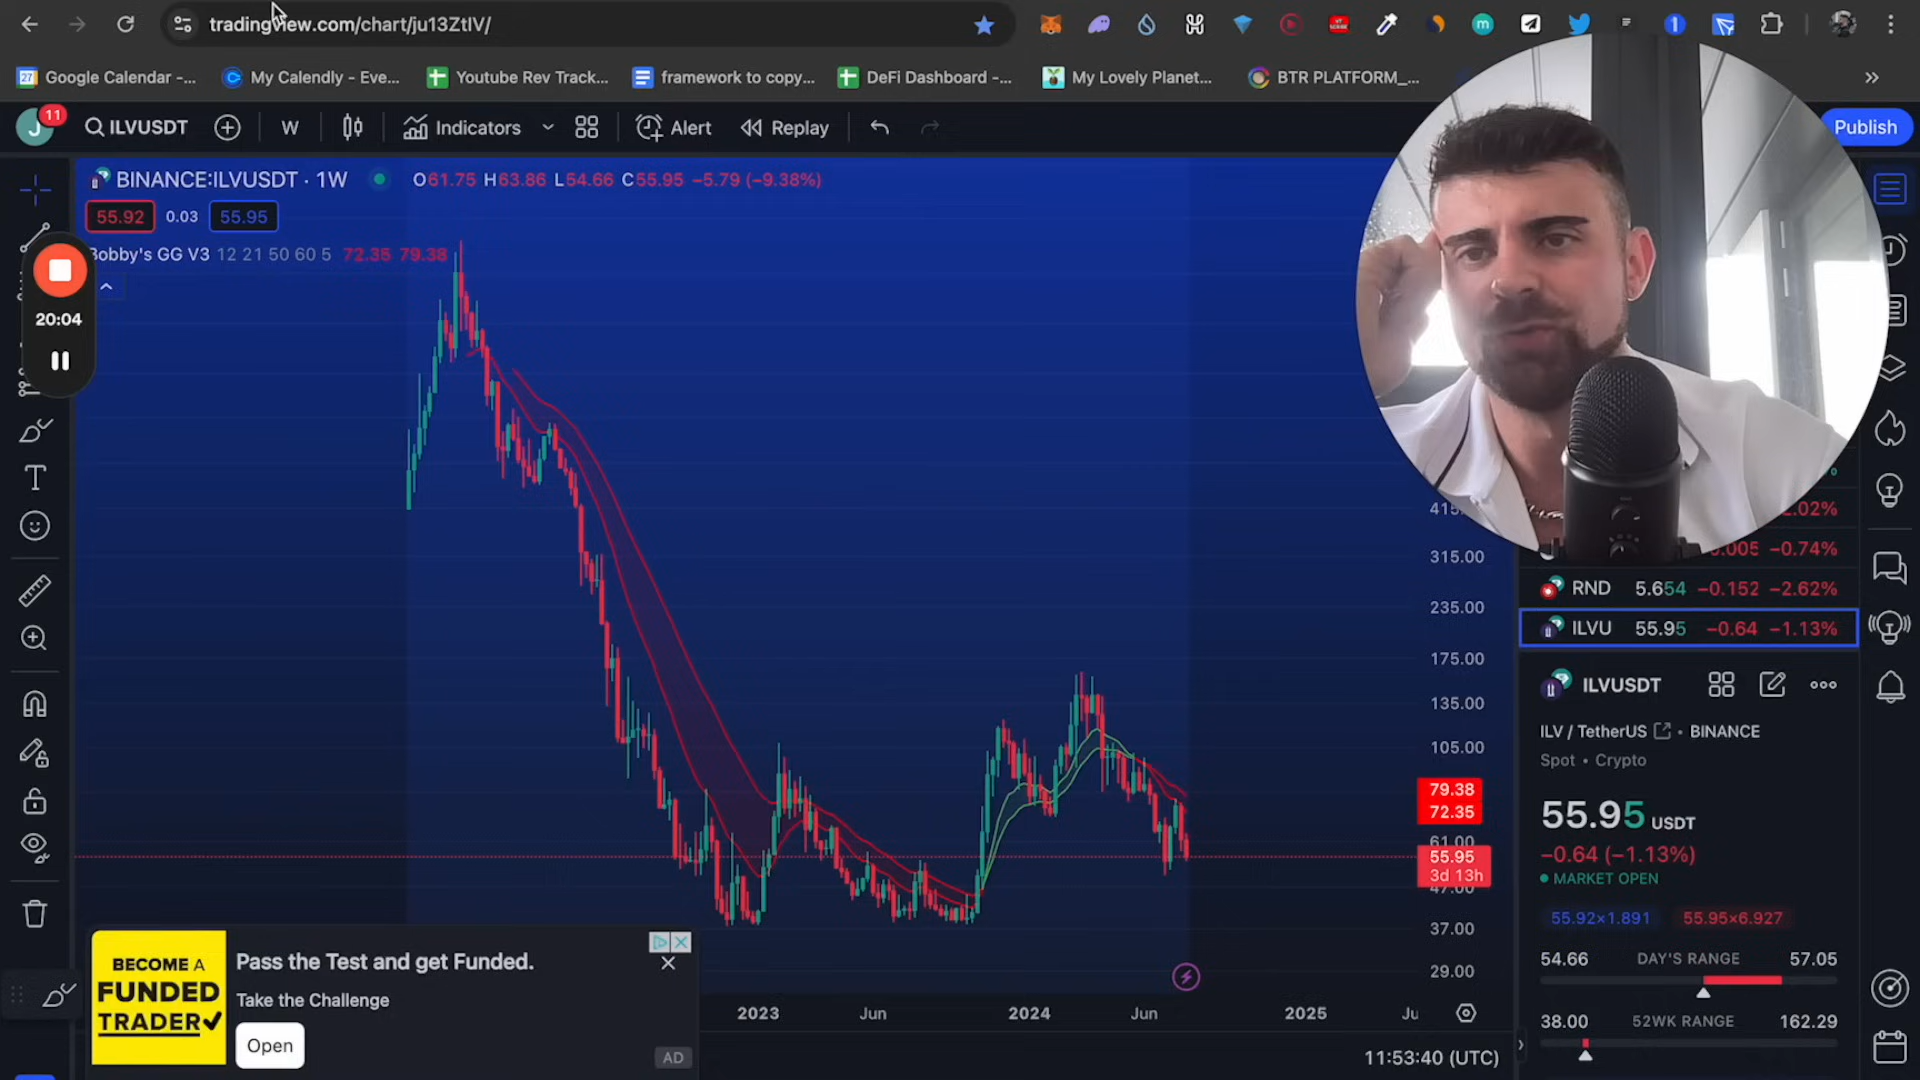 tradingview.com/chart/ju13ZtIV/
Google Calendar -...
My Calendly - Eve...
Youtube Rev Track...
framework to copy...
DeFi Dashboard -...
My Lovely Planet...
BTR PLATFORM_...
J 11
ILVUSDT
W
Indicators
Alert
Replay
Publish
BINANCE:ILVUSDT · 1W
O61.75 H63.86 L54.66 C55.95 −5.79 (−9.38%)
55.92 0.03 55.95
Bobby's GG V3 12 21 50 60 5 72.35 79.38
20:04
315.00
235.00
175.00
135.00
105.00
79.38
72.35
61.00
55.95
3d 13h
47.00
37.00
29.00
2023 Jun 2024 Jun 2025
11:53:40 (UTC)
−0.74%
RND 5.654 −0.152 −2.62%
ILVU 55.95 −0.64 −1.13%
ILVUSDT
ILV / TetherUS • BINANCE
Spot • Crypto
55.95 USDT
−0.64 (−1.13%)
MARKET OPEN
55.92×1.891 55.95×6.927
54.66 DAY'S RANGE 57.05
38.00 52WK RANGE 162.29
BECOME A
FUNDED
TRADER
Pass the Test and get Funded.
Take the Challenge
Open
AD